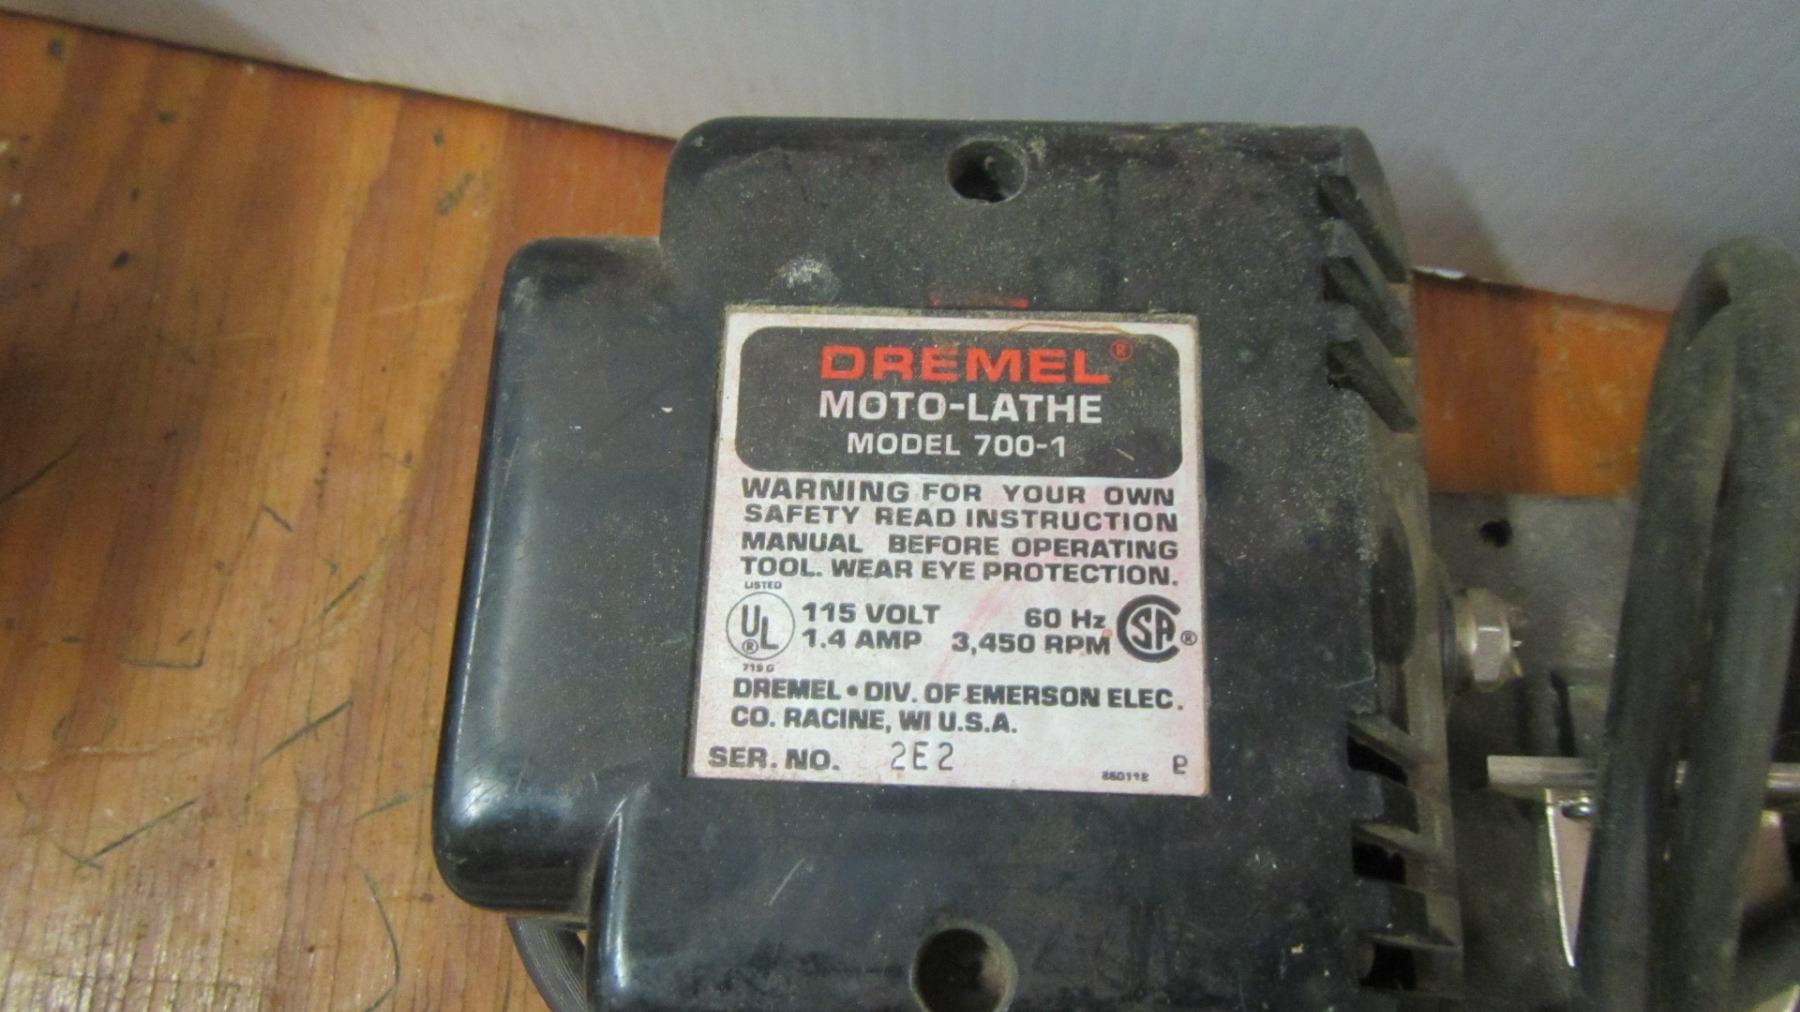 DREMEL®
MOTO-LATHE
MODEL 700-1
WARNING FOR YOUR OWN
SAFETY READ INSTRUCTION
MANUAL BEFORE OPERATING
TOOL. WEAR EYE PROTECTION.
LISTED
UL® 115 VOLT 60 Hz SA®
1.4 AMP 3,450 RPM
719 G
DREMEL • DIV. OF EMERSON ELEC.
CO. RACINE, WI U.S.A.
SER. NO. 2E2